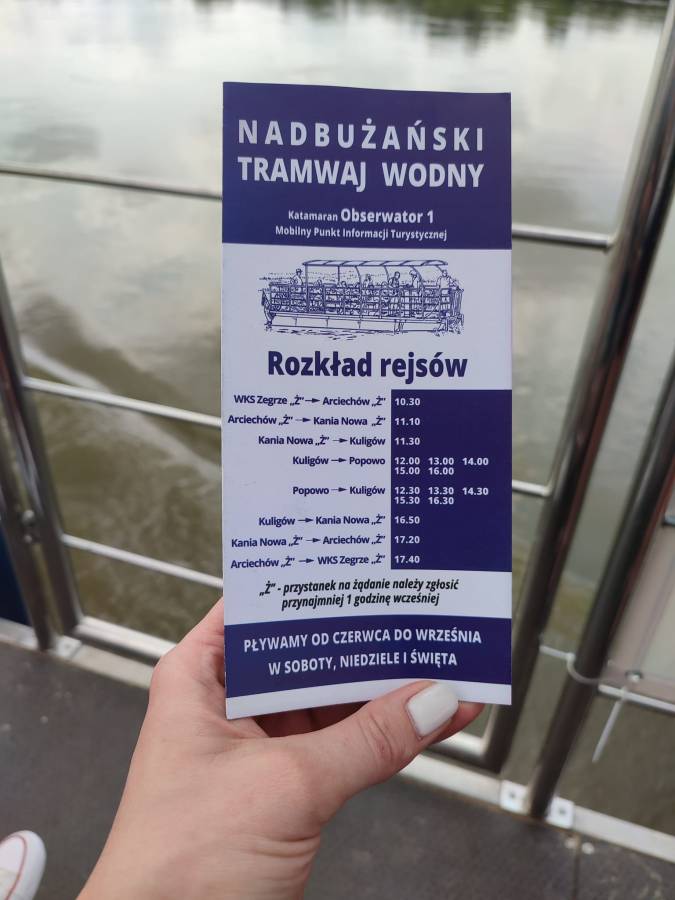 NADBUŻAŃSKI
TRAMWAJ WODNY
Katamaran Obserwator 1
Mobilny Punkt Informacji Turystycznej
Rozkład rejsów
WKS Zegrze „Ż” → Arciechów „Ż” 10.30
Arciechów „Ż” → Kania Nowa „Ż” 11.10
Kania Nowa „Ż” → Kuligów 11.30
Kuligów → Popowo 12.00 13.00 14.00
15.00 16.00
Popowo → Kuligów 12.30 13.30 14.30
15.30 16.30
Kuligów → Kania Nowa „Ż” 16.50
Kania Nowa „Ż” → Arciechów „Ż” 17.20
Arciechów „Ż” → WKS Zegrze „Ż” 17.40
„Ż” - przystanek na żądanie należy zgłosić
przynajmniej 1 godzinę wcześniej
PŁYWAMY OD CZERWCA DO WRZEŚNIA
W SOBOTY, NIEDZIELE I ŚWIĘTA